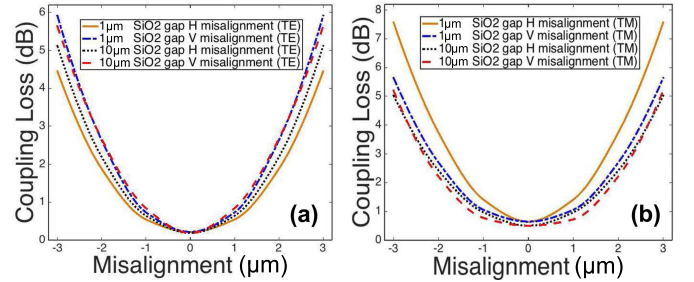 Coupling Loss (dB)
6
5
4
3
2
1
0
1μm SiO2 gap H misalignment (TE)
1μm SiO2 gap V misalignment (TE)
10μm SiO2 gap H misalignment (TE)
10μm SiO2 gap V misalignment (TE)
(a)
-3 -2 -1 0 1 2 3
Misalignment (μm)
Coupling Loss (dB)
8
7
6
5
4
3
2
1
0
1μm SiO2 gap H misalignment (TM)
1μm SiO2 gap V misalignment (TM)
10μm SiO2 gap H misalignment (TM)
10μm SiO2 gap V misalignment (TM)
(b)
-3 -2 -1 0 1 2 3
Misalignment (μm)